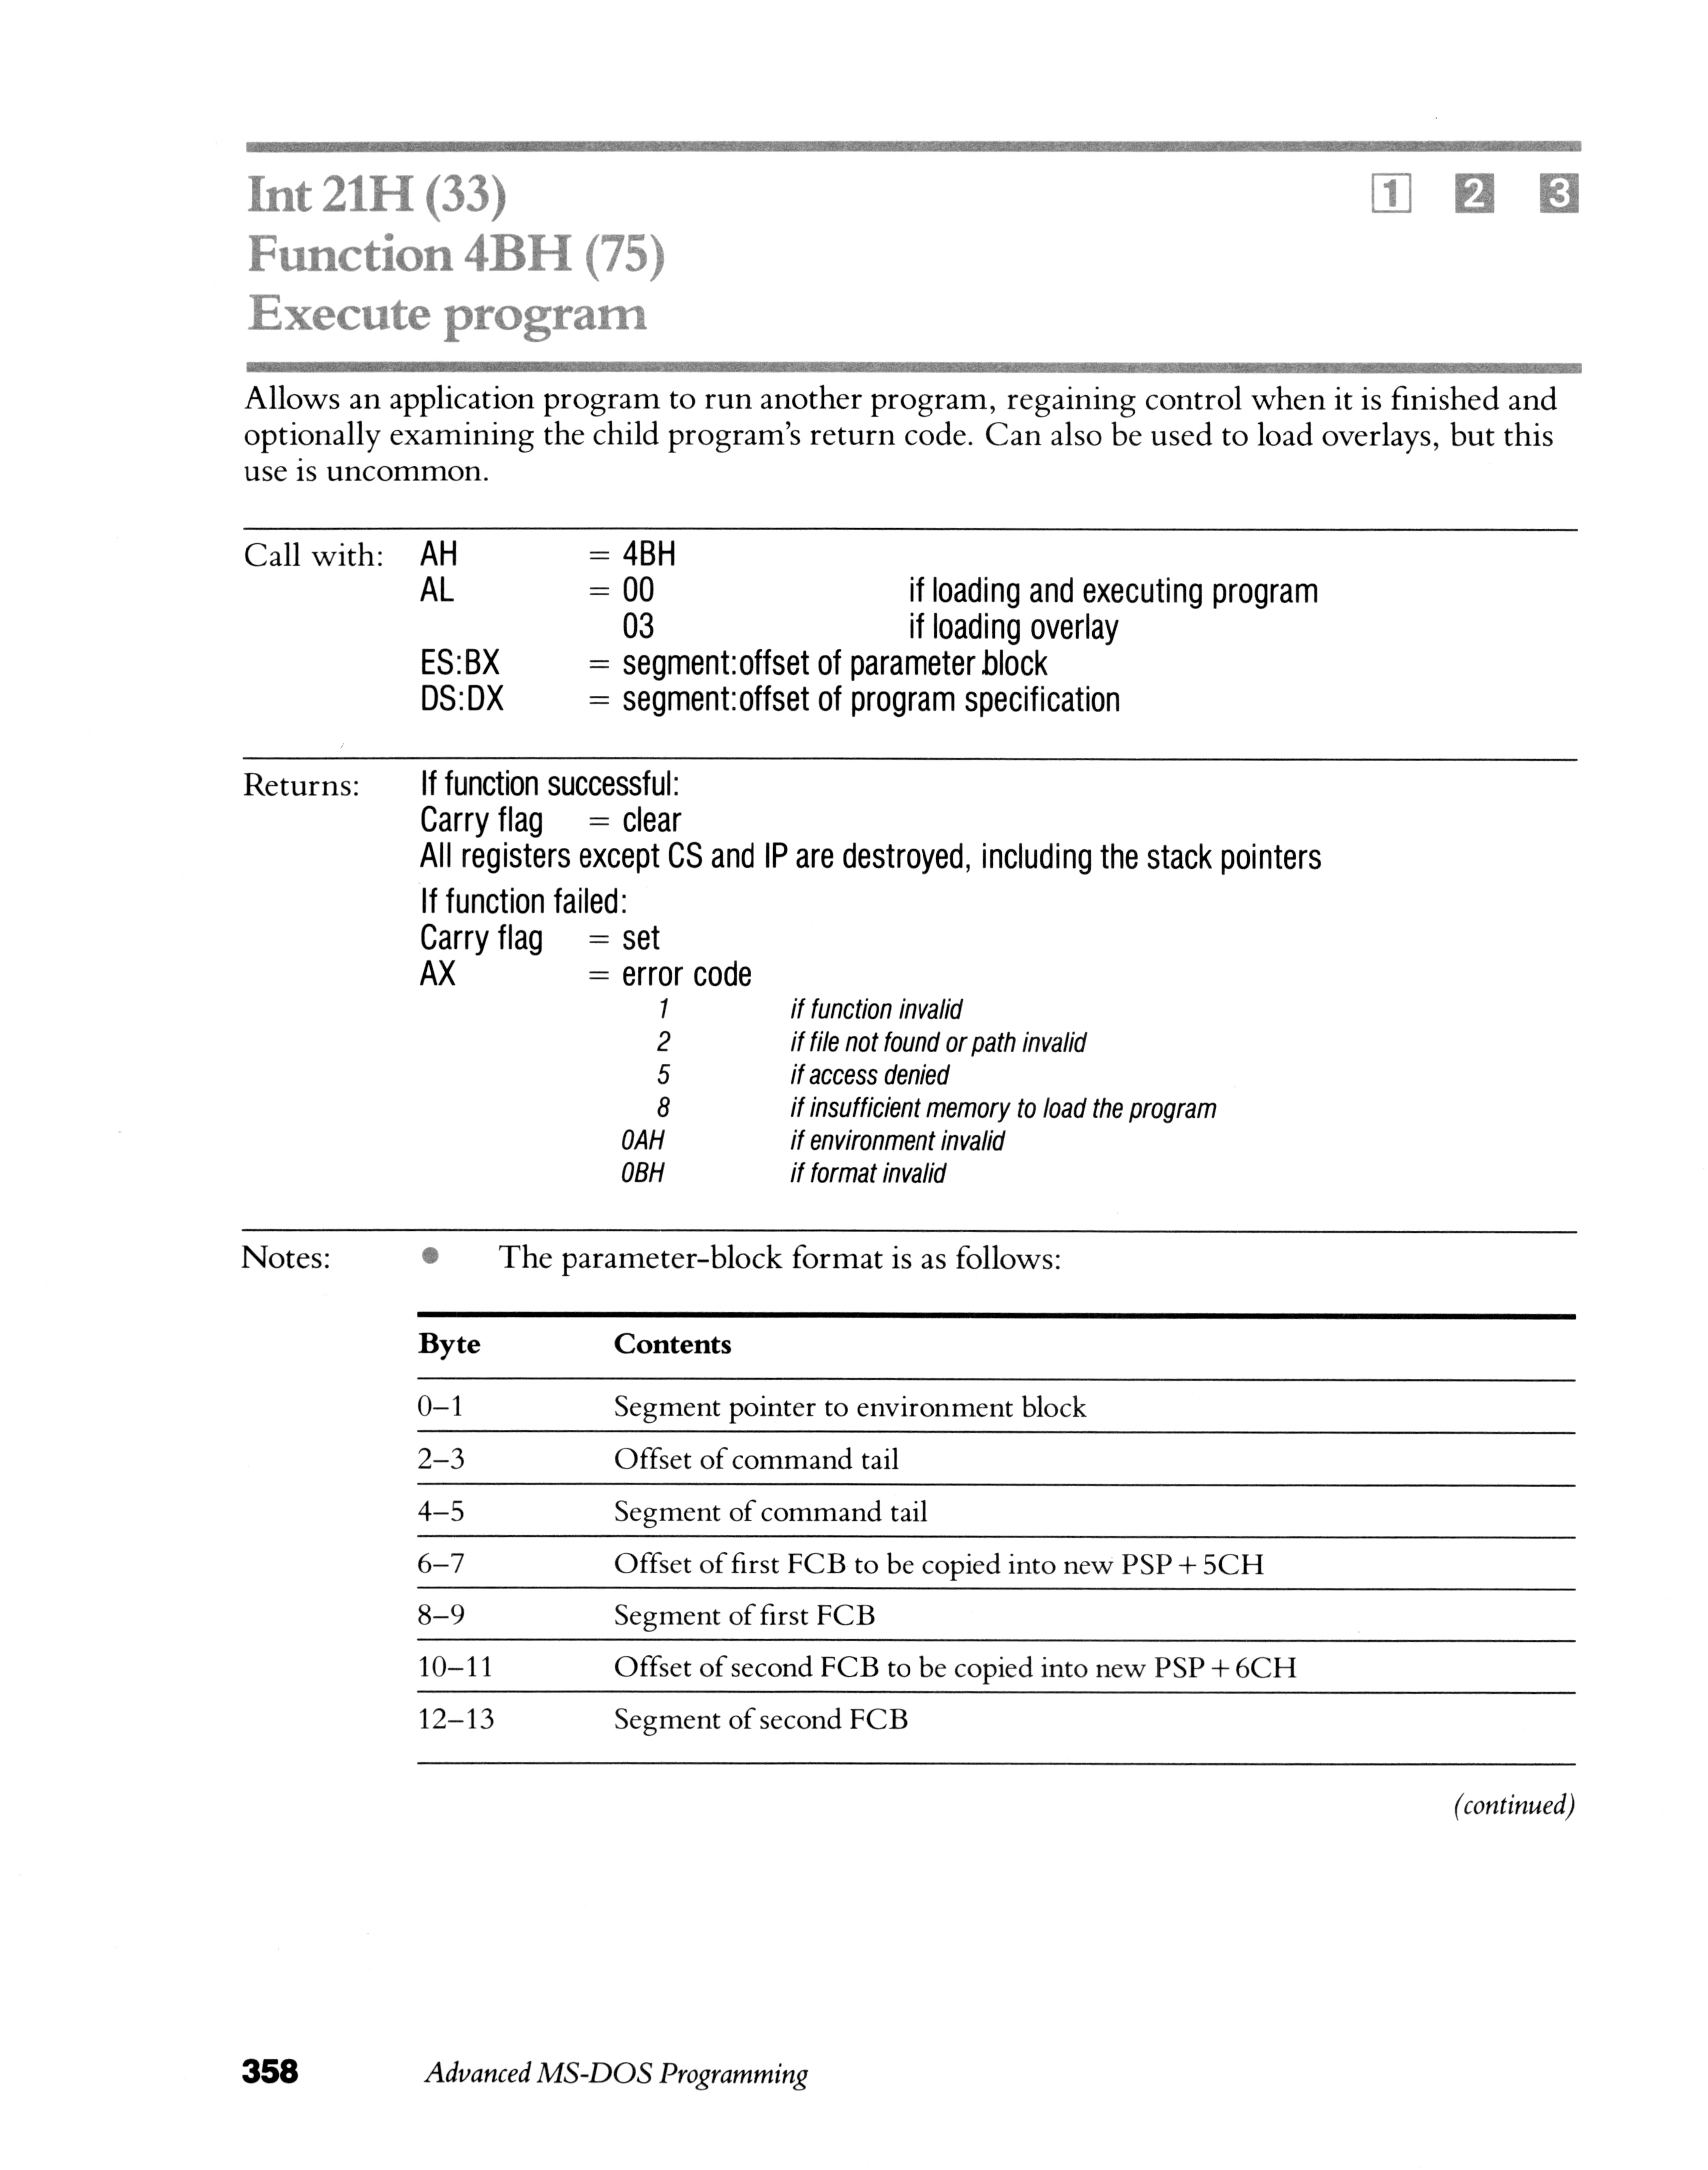 Int 21H (33) 1 2 3
Function 4BH (75)
Execute program
Allows an application program to run another program, regaining control when it is finished and
optionally examining the child program's return code. Can also be used to load overlays, but this
use is uncommon.
Call with: AH = 4BH
AL = 00 if loading and executing program
03 if loading overlay
ES:BX = segment:offset of parameter block
DS:DX = segment:offset of program specification
Returns: If function successful:
Carry flag = clear
All registers except CS and IP are destroyed, including the stack pointers
If function failed:
Carry flag = set
AX = error code
1 if function invalid
2 if file not found or path invalid
5 if access denied
8 if insufficient memory to load the program
0AH if environment invalid
0BH if format invalid
Notes: • The parameter-block format is as follows:
Byte Contents
0–1 Segment pointer to environment block
2–3 Offset of command tail
4–5 Segment of command tail
6–7 Offset of first FCB to be copied into new PSP + 5CH
8–9 Segment of first FCB
10–11 Offset of second FCB to be copied into new PSP + 6CH
12–13 Segment of second FCB
(continued)
358 Advanced MS-DOS Programming